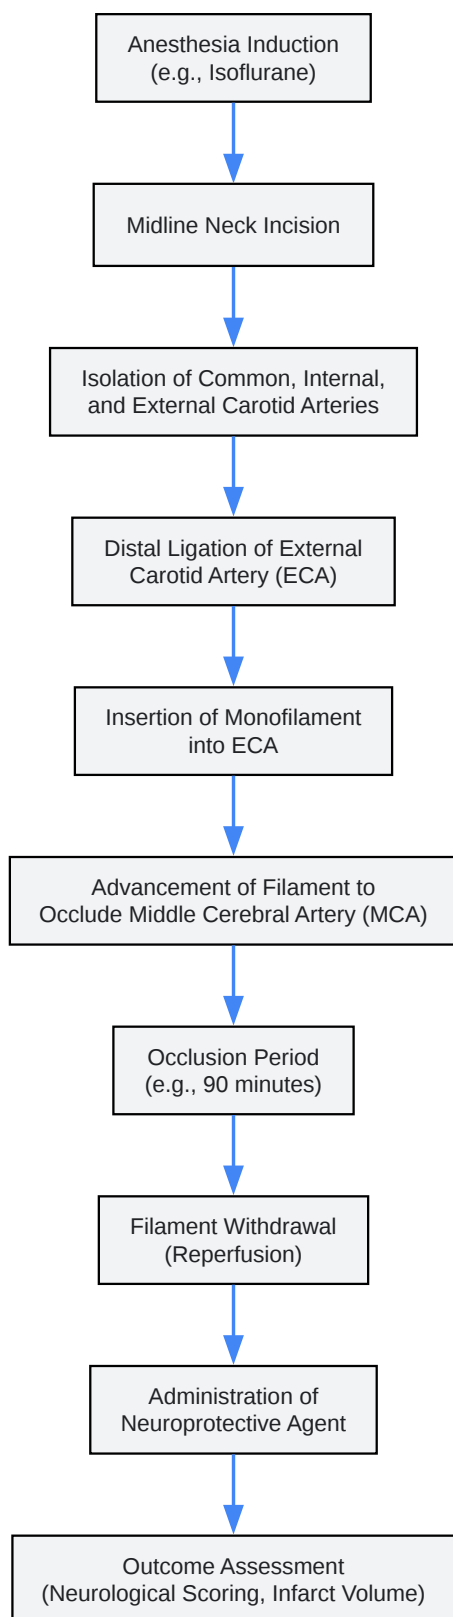 Anesthesia Induction
(e.g., Isoflurane)
Midline Neck Incision
Isolation of Common, Internal,
and External Carotid Arteries
Distal Ligation of External
Carotid Artery (ECA)
Insertion of Monofilament
into ECA
Advancement of Filament to
Occlude Middle Cerebral Artery (MCA)
Occlusion Period
(e.g., 90 minutes)
Filament Withdrawal
(Reperfusion)
Administration of
Neuroprotective Agent
Outcome Assessment
(Neurological Scoring, Infarct Volume)